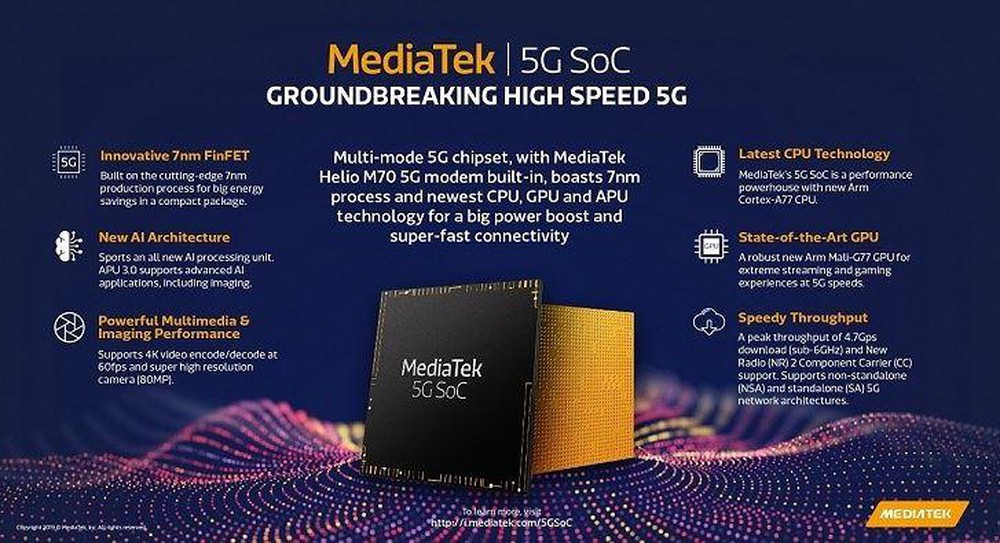 MediaTek | 5G SoC
GROUNDBREAKING HIGH SPEED 5G
5G
Innovative 7nm FinFET
Built on the cutting-edge 7nm
production process for big energy
savings in a compact package.
New AI Architecture
Sports an all new AI processing unit.
APU 3.0 supports advanced AI
applications, including imaging.
Powerful Multimedia &
Imaging Performance
Supports 4K video encode/decode at
60fps and super high resolution
camera (80MP).
Multi-mode 5G chipset, with MediaTek
Helio M70 5G modem built-in, boasts 7nm
process and newest CPU, GPU and APU
technology for a big power boost and
super-fast connectivity
MediaTek
5G SoC
Latest CPU Technology
MediaTek's 5G SoC is a performance
powerhouse with new Arm
Cortex-A77 CPU.
GPU
State-of-the-Art GPU
A robust new Arm Mali-G77 GPU for
extreme streaming and gaming
experiences at 5G speeds.
Speedy Throughput
A peak throughput of 4.7Gps
download (sub-6GHz) and New
Radio (NR) 2 Component Carrier (CC)
support. Supports non-standalone
(NSA) and standalone (SA) 5G
network architectures.
To learn more, visit
http://i.mediatek.com/5GSoC
Copyright 2019 © MediaTek, Inc. All rights reserved.
MEDIATEK